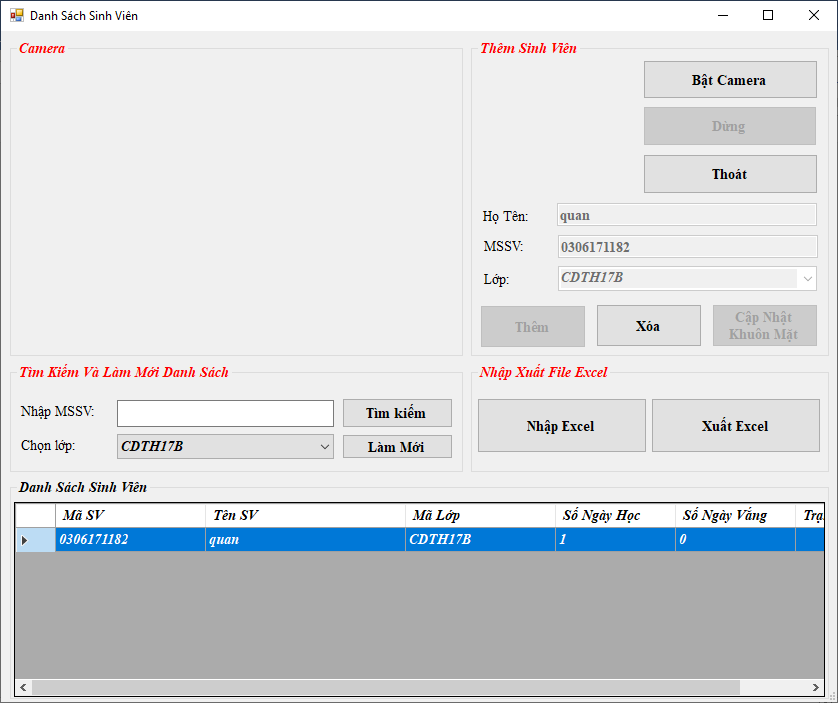 Danh Sách Sinh Viên
Camera
Thêm Sinh Viên
Bật Camera
Dừng
Thoát
Họ Tên:
quan
MSSV:
0306171182
Lớp:
CDTH17B
Thêm
Xóa
Cập Nhật
Khuôn Mặt
Tìm Kiếm Và Làm Mới Danh Sách
Nhập MSSV:
Tìm kiếm
Chọn lớp:
CDTH17B
Làm Mới
Nhập Xuất File Excel
Nhập Excel
Xuất Excel
Danh Sách Sinh Viên
Mã SV Tên SV Mã Lớp Số Ngày Học Số Ngày Vắng
0306171182 quan CDTH17B 1 0